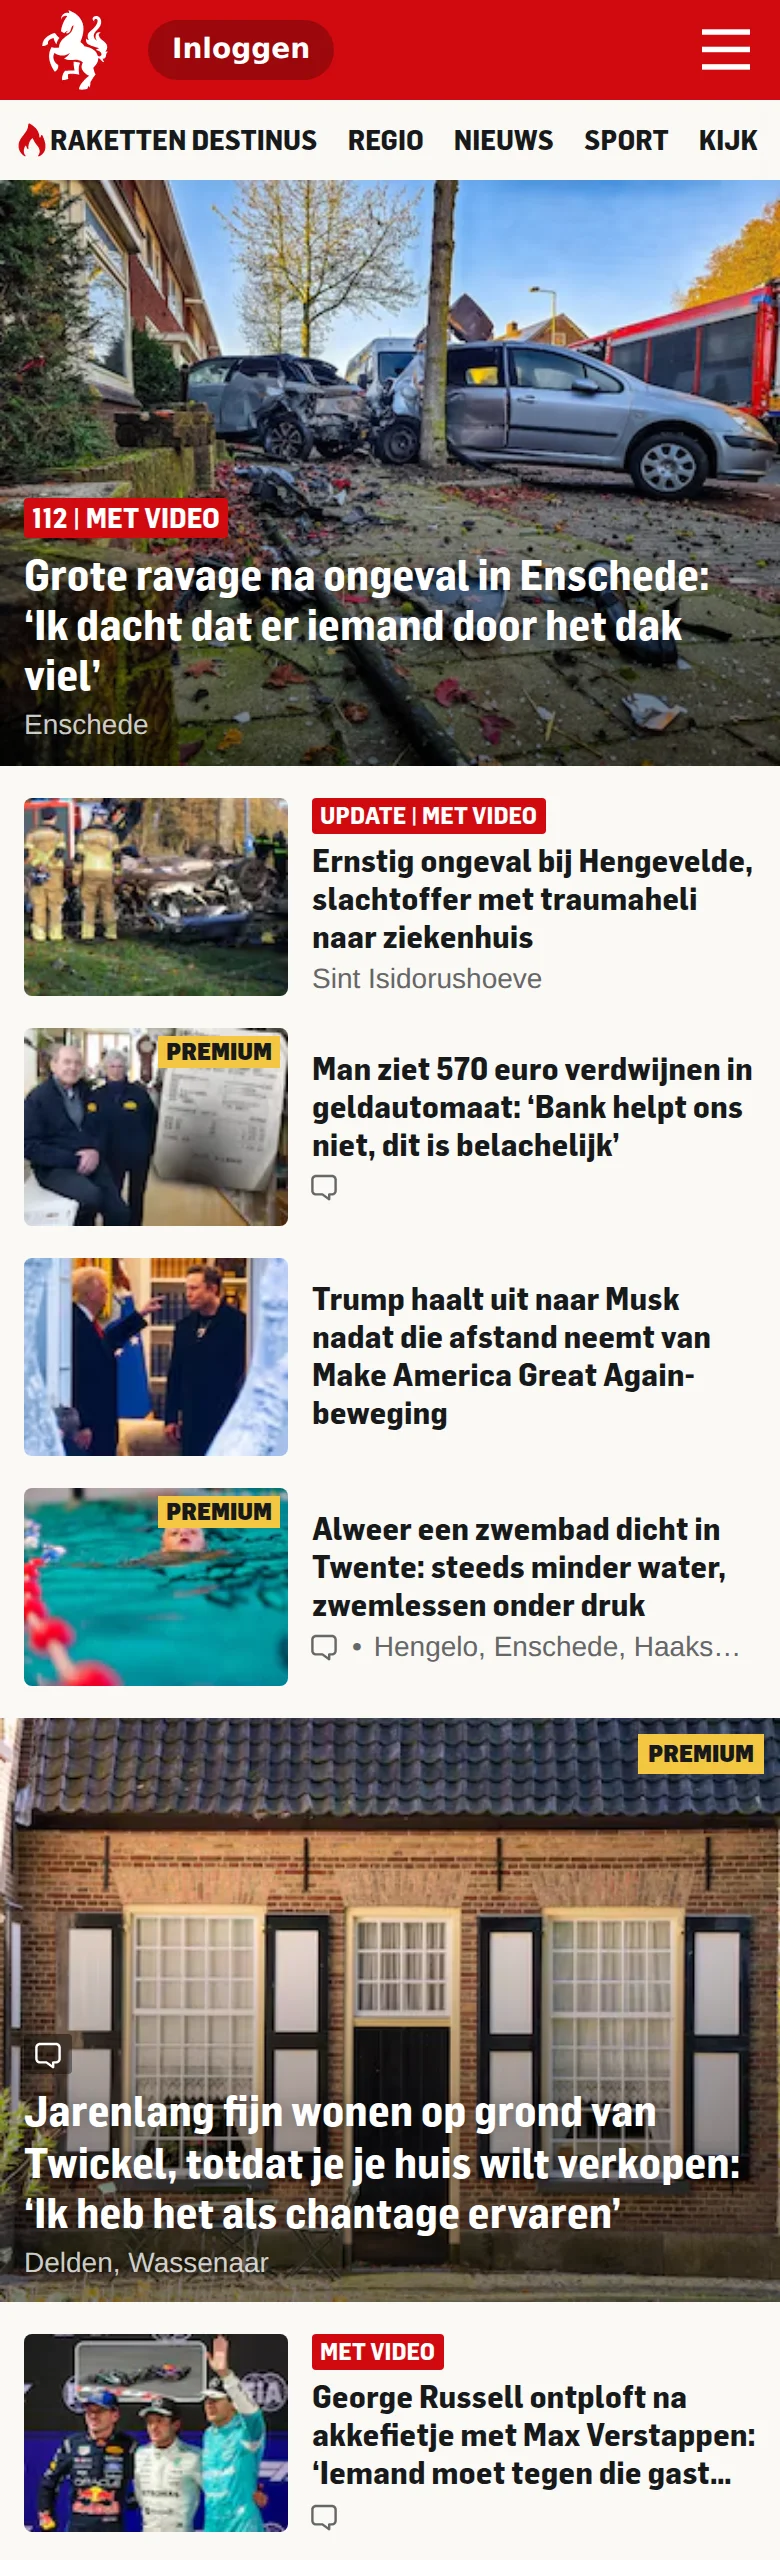 Inloggen
RAKETTEN DESTINUS REGIO NIEUWS SPORT KIJK
112 | MET VIDEO
Grote ravage na ongeval in Enschede:
‘Ik dacht dat er iemand door het dak
viel’
Enschede
UPDATE | MET VIDEO
Ernstig ongeval bij Hengevelde,
slachtoffer met traumaheli
naar ziekenhuis
Sint Isidorushoeve
PREMIUM
Man ziet 570 euro verdwijnen in
geldautomaat: ‘Bank helpt ons
niet, dit is belachelijk’
Trump haalt uit naar Musk
nadat die afstand neemt van
Make America Great Again-
beweging
PREMIUM
Alweer een zwembad dicht in
Twente: steeds minder water,
zwemlessen onder druk
• Hengelo, Enschede, Haaks...
PREMIUM
Jarenlang fijn wonen op grond van
Twickel, totdat je je huis wilt verkopen:
‘Ik heb het als chantage ervaren’
Delden, Wassenaar
MET VIDEO
George Russell ontploft na
akkefietje met Max Verstappen:
‘Iemand moet tegen die gast...